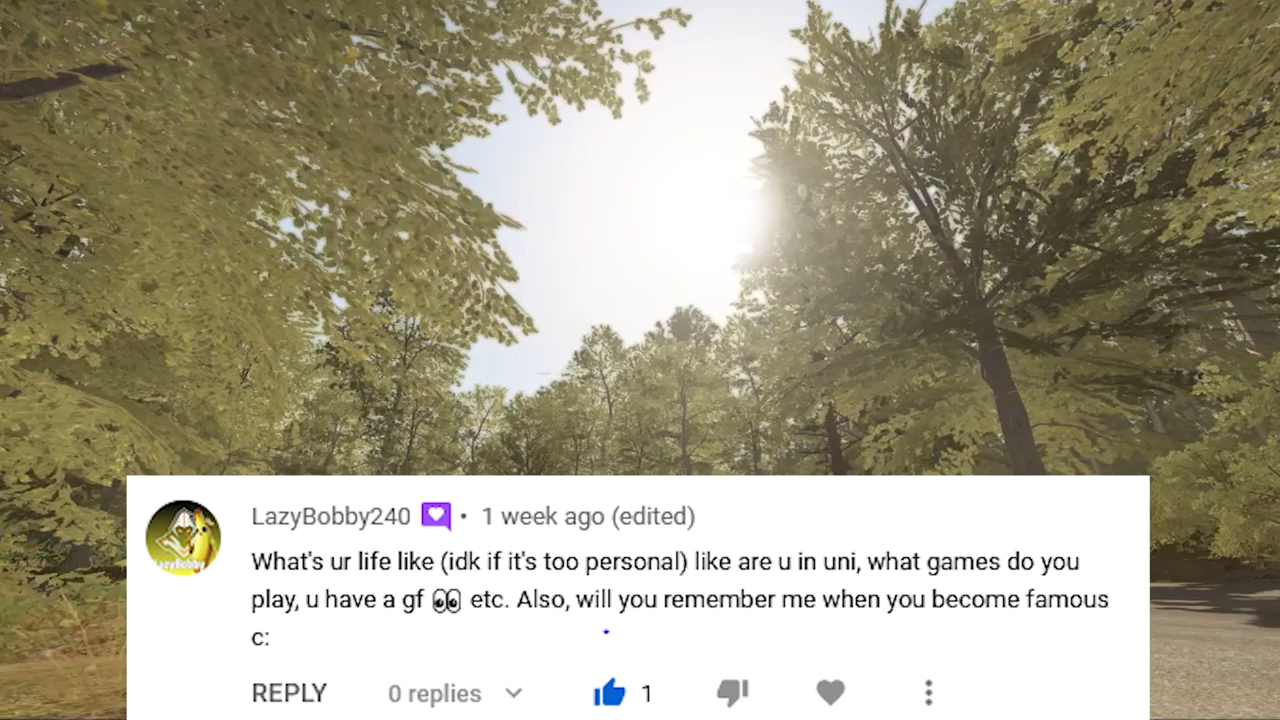 LazyBobby240 • 1 week ago (edited)
What's ur life like (idk if it's too personal) like are u in uni, what games do you
play, u have a gf 👀 etc. Also, will you remember me when you become famous
c:
REPLY 0 replies 1